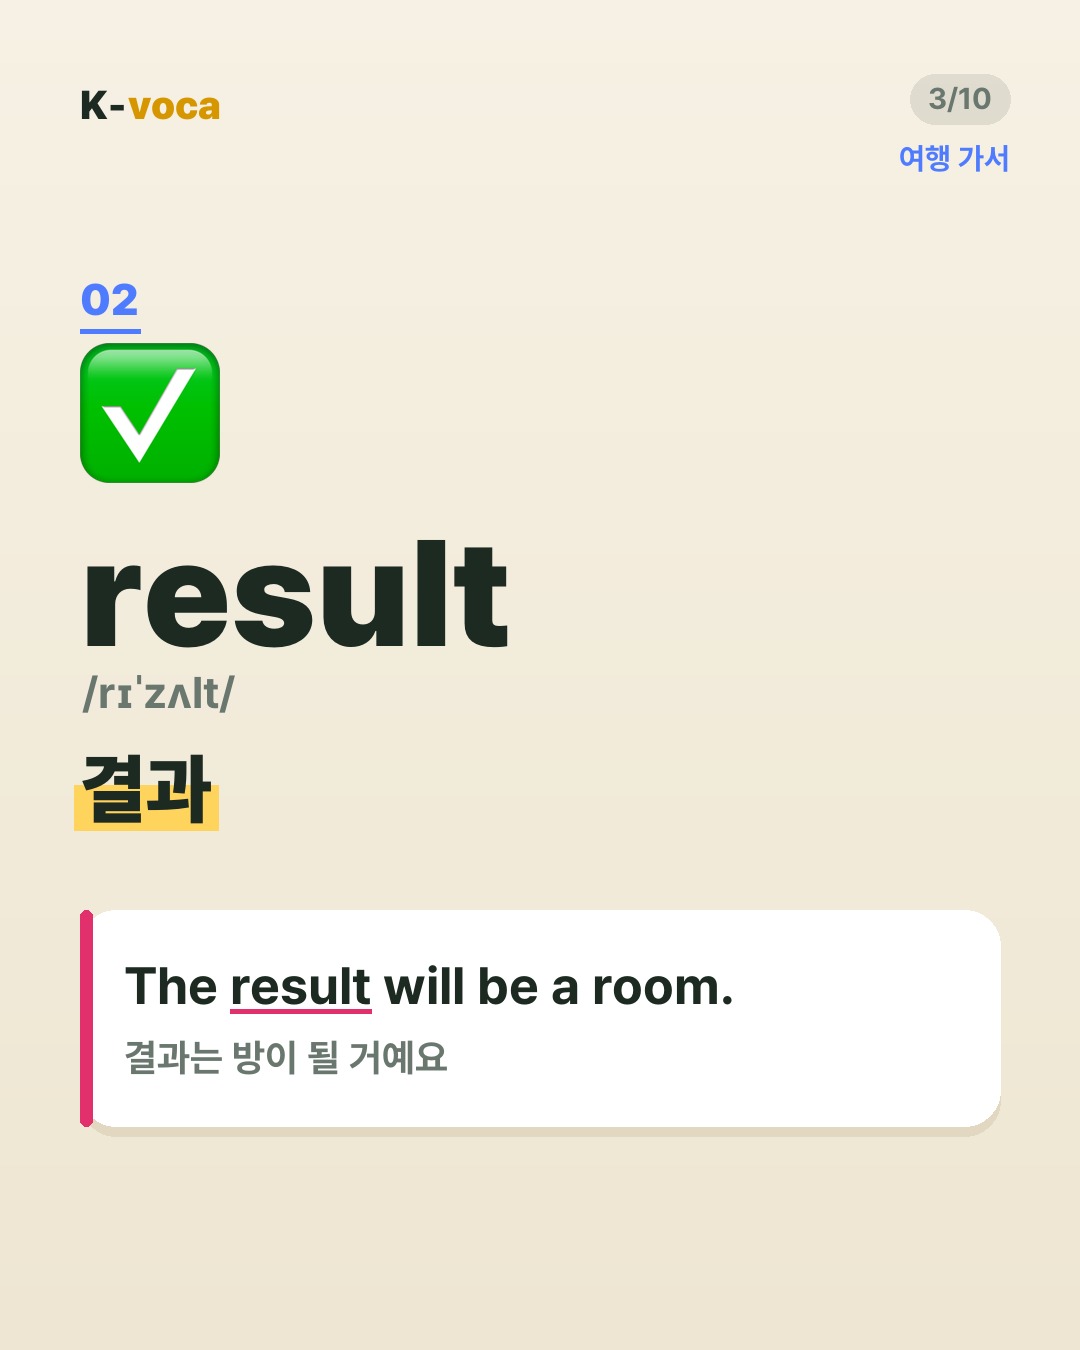 K-voca
3/10
여행 가서
02
result
/rɪˈzʌlt/
결과
The result will be a room.
결과는 방이 될 거예요